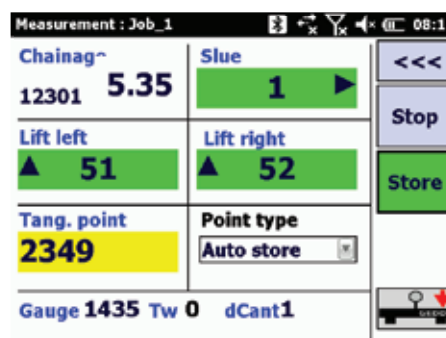 Measurement : Job_1 08:1
Chainag^ Slue <<<
12301 5.35 1
Stop
Lift left Lift right
51 52
Store
Tang. point Point type
2349 Auto store
Gauge 1435 Tw 0 dCant1